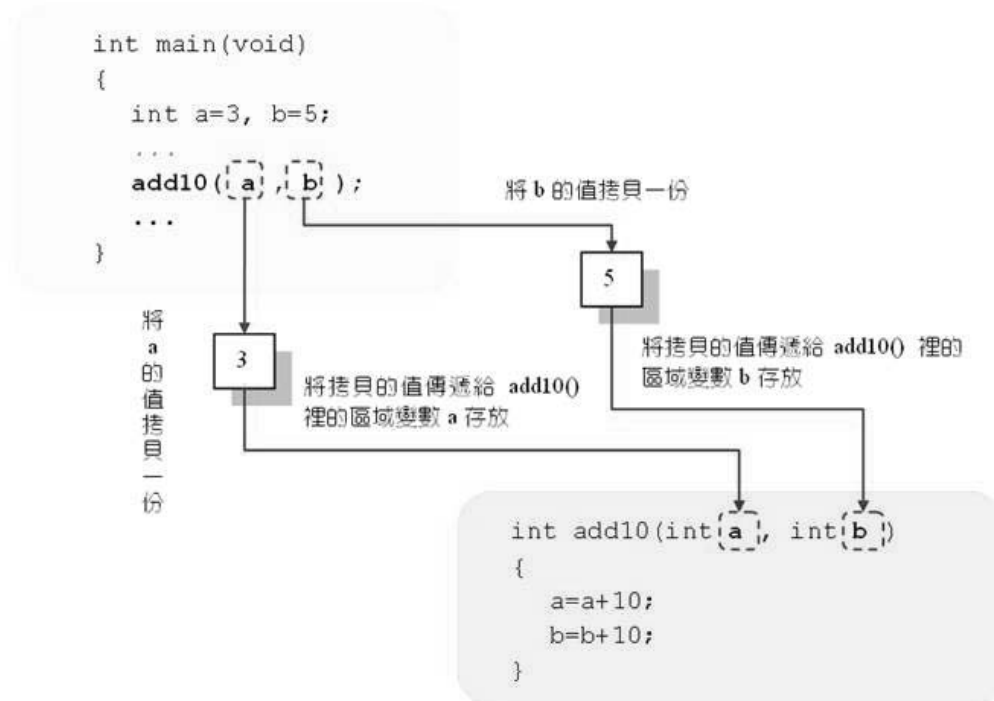 int main(void)
{
int a=3, b=5;
...
add10( a , b );
...
}
將 b 的值拷貝一份
5
將拷貝的值傳遞給 add10() 裡的
區域變數 b 存放
將
a
的
值
拷
貝
一
份
3
將拷貝的值傳遞給 add10()
裡的區域變數 a 存放
int add10(int a , int b )
{
a=a+10;
b=b+10;
}